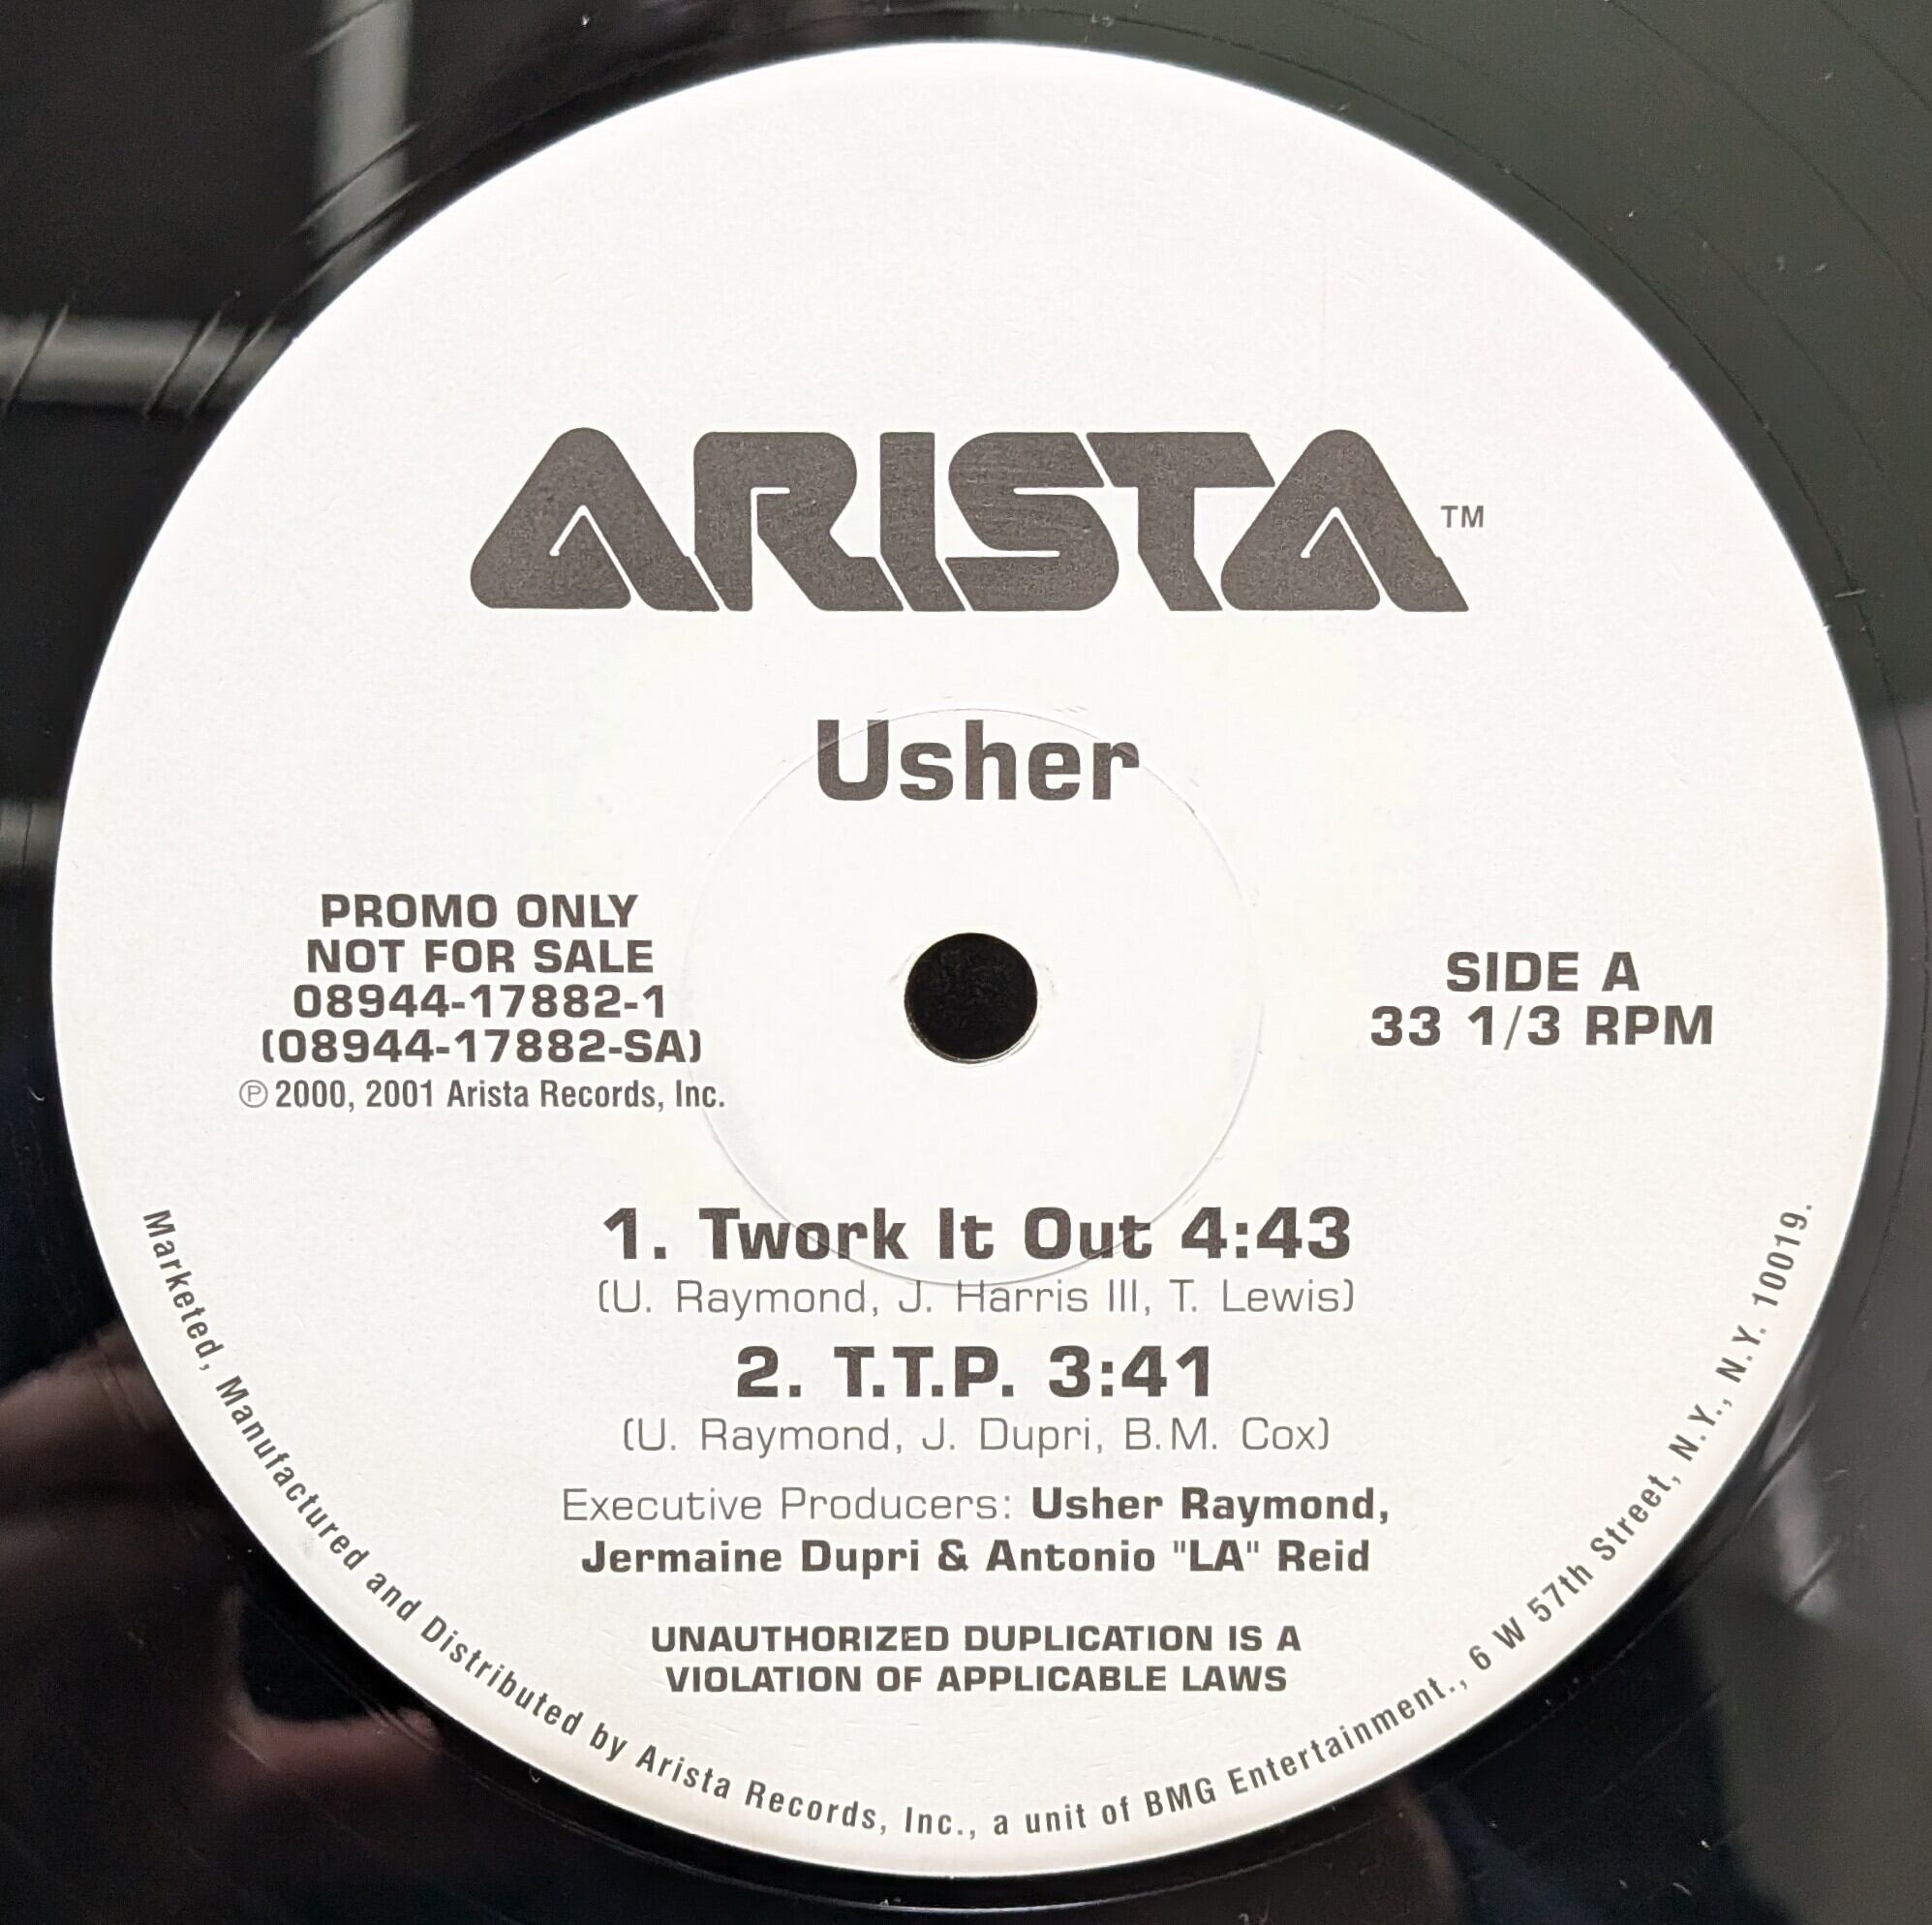 ARISTA™
Usher
PROMO ONLY
NOT FOR SALE
08944-17882-1
(08944-17882-SA)
℗ 2000, 2001 Arista Records, Inc.
SIDE A
33 1/3 RPM
1. Twork It Out 4:43
(U. Raymond, J. Harris III, T. Lewis)
2. T.T.P. 3:41
(U. Raymond, J. Dupri, B.M. Cox)
Executive Producers: Usher Raymond,
Jermaine Dupri & Antonio "LA" Reid
UNAUTHORIZED DUPLICATION IS A
VIOLATION OF APPLICABLE LAWS
Marketed, Manufactured and Distributed by Arista Records, Inc., a unit of BMG Entertainment., 6 W 57th Street, N.Y., N.Y. 10019.